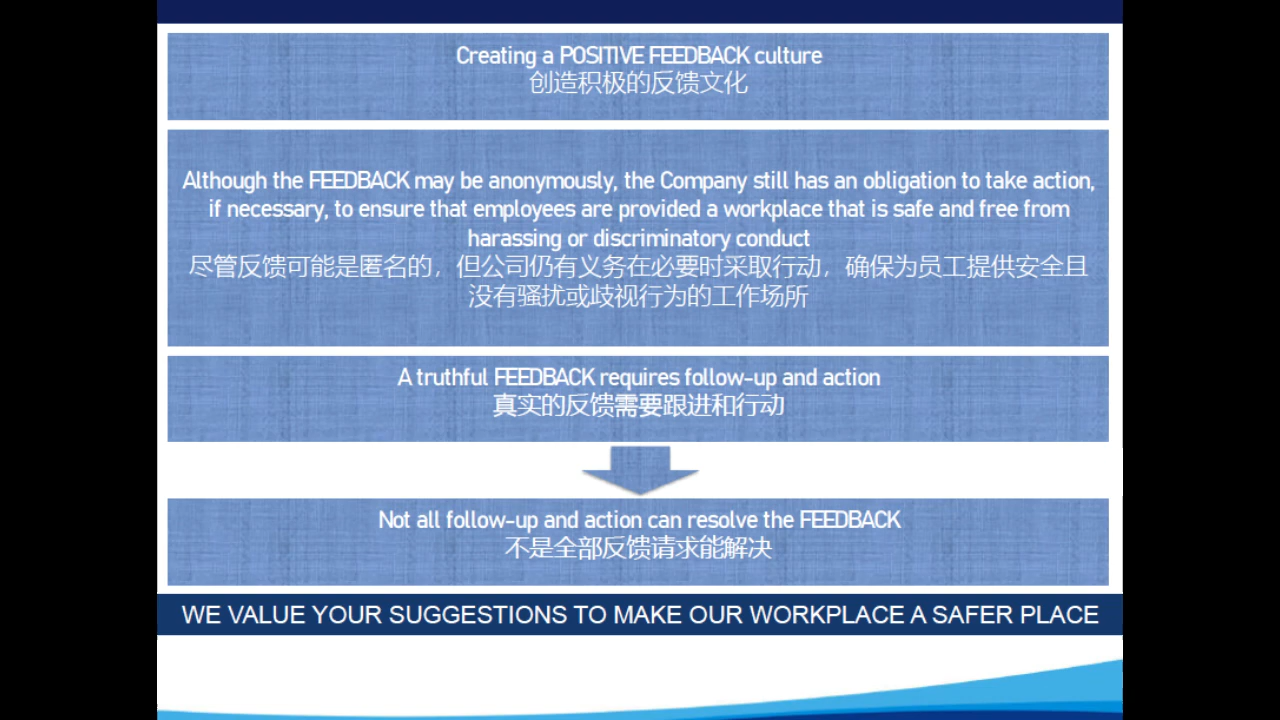 Creating a POSITIVE FEEDBACK culture
创造积极的反馈文化
Although the FEEDBACK may be anonymously, the Company still has an obligation to take action,
if necessary, to ensure that employees are provided a workplace that is safe and free from
harassing or discriminatory conduct
尽管反馈可能是匿名的，但公司仍有义务在必要时采取行动，确保为员工提供安全且
没有骚扰或歧视行为的工作场所
A truthful FEEDBACK requires follow-up and action
真实的反馈需要跟进和行动
Not all follow-up and action can resolve the FEEDBACK
不是全部反馈请求能解决
WE VALUE YOUR SUGGESTIONS TO MAKE OUR WORKPLACE A SAFER PLACE